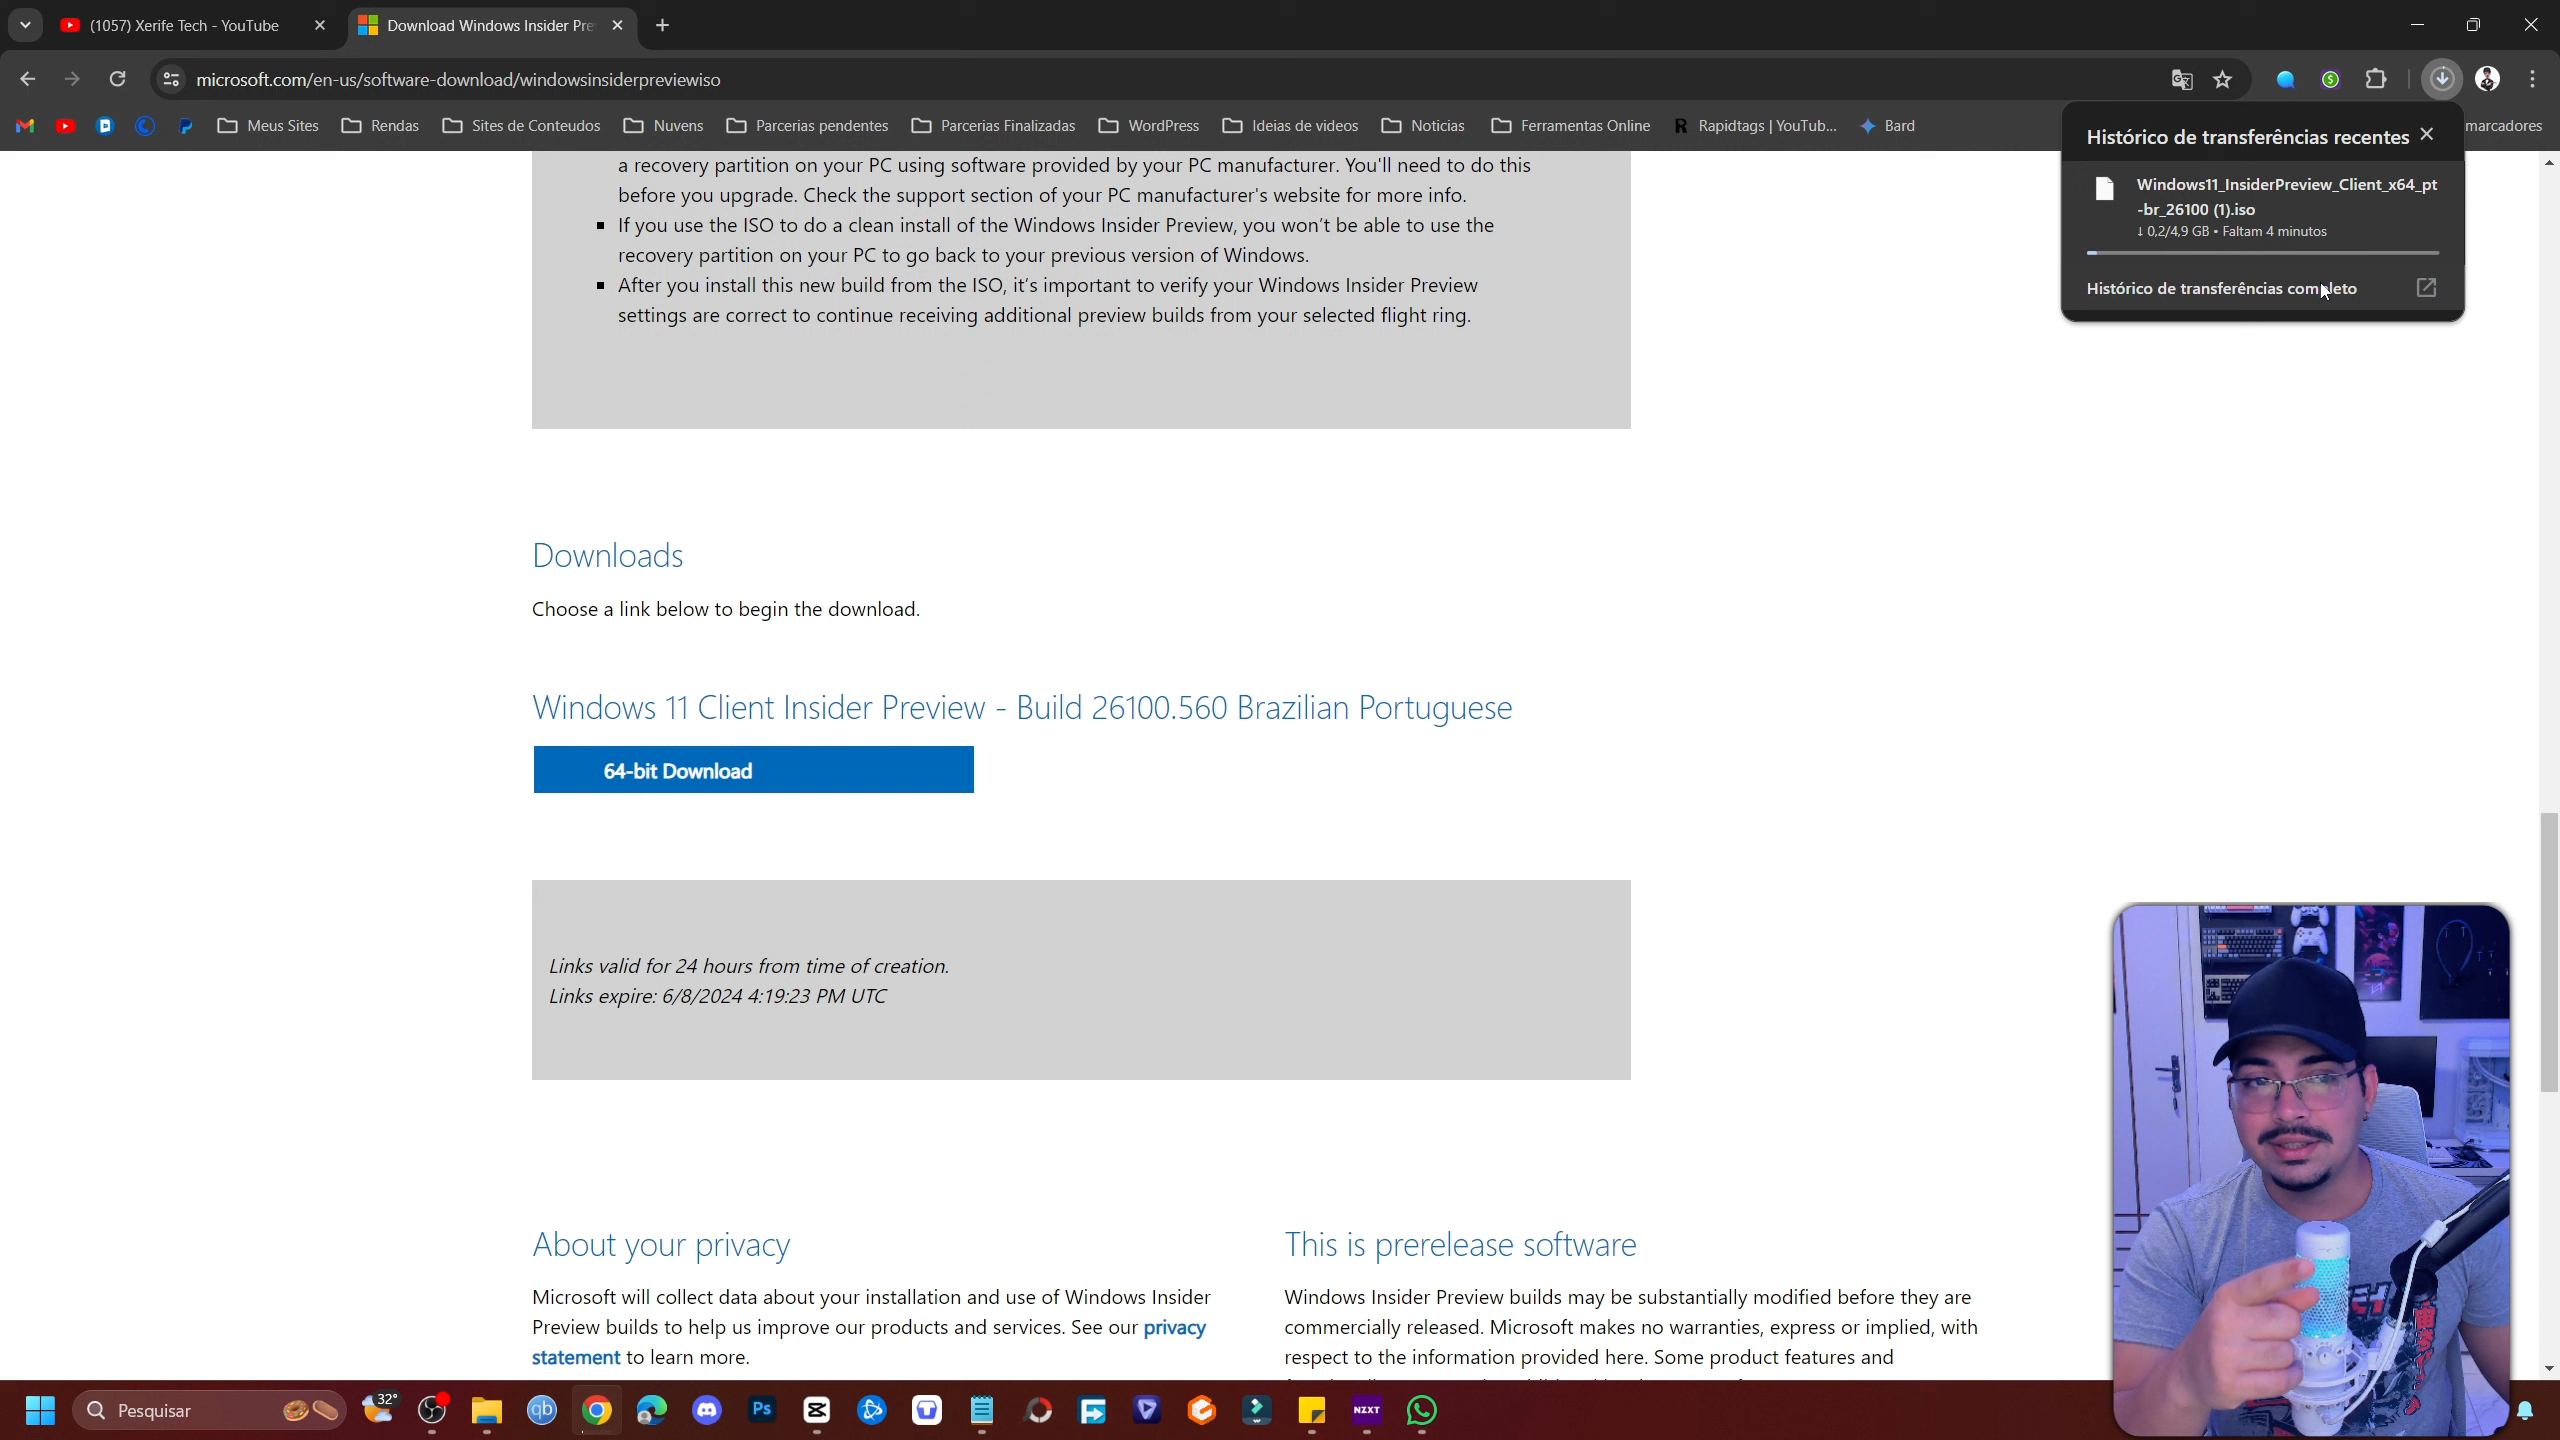 (1057) Xerife Tech - YouTube
Download Windows Insider Pre
microsoft.com/en-us/software-download/windowsinsiderpreviewiso
Meus Sites
Rendas
Sites de Conteudos
Nuvens
Parcerias pendentes
Parcerias Finalizadas
WordPress
Ideias de videos
Noticias
Ferramentas Online
Rapidtags | YouTub...
Bard
marcadores
Histórico de transferências recentes
Windows11_InsiderPreview_Client_x64_pt
-br_26100 (1).iso
↓ 0,2/4,9 GB • Faltam 4 minutos
Histórico de transferências completo
a recovery partition on your PC using software provided by your PC manufacturer. You'll need to do this
before you upgrade. Check the support section of your PC manufacturer's website for more info.
If you use the ISO to do a clean install of the Windows Insider Preview, you won't be able to use the
recovery partition on your PC to go back to your previous version of Windows.
After you install this new build from the ISO, it's important to verify your Windows Insider Preview
settings are correct to continue receiving additional preview builds from your selected flight ring.
Downloads
Choose a link below to begin the download.
Windows 11 Client Insider Preview - Build 26100.560 Brazilian Portuguese
64-bit Download
Links valid for 24 hours from time of creation.
Links expire: 6/8/2024 4:19:23 PM UTC
About your privacy
Microsoft will collect data about your installation and use of Windows Insider
Preview builds to help us improve our products and services. See our privacy
statement to learn more.
This is prerelease software
Windows Insider Preview builds may be substantially modified before they are
commercially released. Microsoft makes no warranties, express or implied, with
respect to the information provided here. Some product features and
Pesquisar
32°
qb
Ps
NZXT